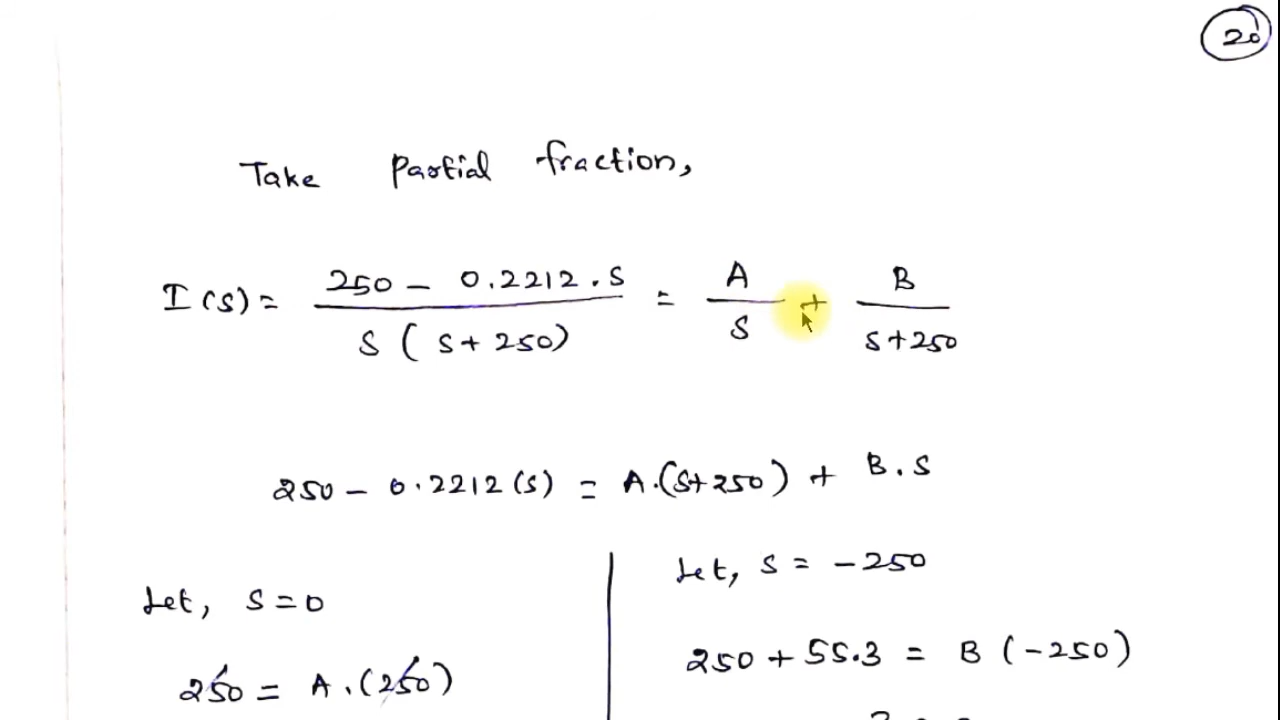 20
Take Partial fraction,
I(s) = 250 - 0.2212.s / s(s+250) = A/s + B/s+250
250 - 0.2212(s) = A.(s+250) + B.s
Let, s = 0
250 = A.(250)
Let, s = -250
250 + 55.3 = B(-250)